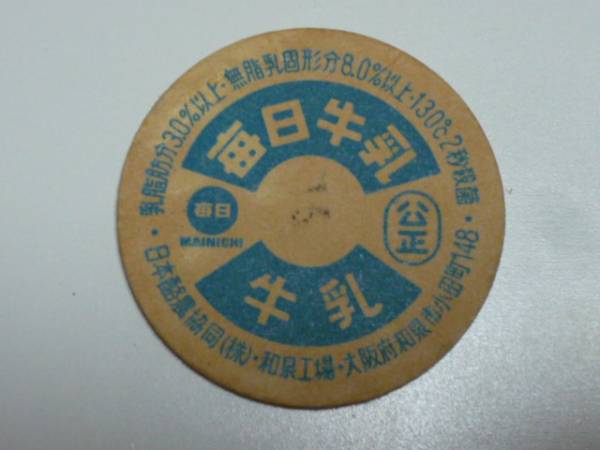 乳脂肪分3.0%以上・無脂乳固形分8.0%以上・130℃2秒殺菌・
毎日牛乳
毎日
MAINICHI
公正
牛乳
日本酪農協同(株)・和泉工場・大阪府和泉市小田町148・